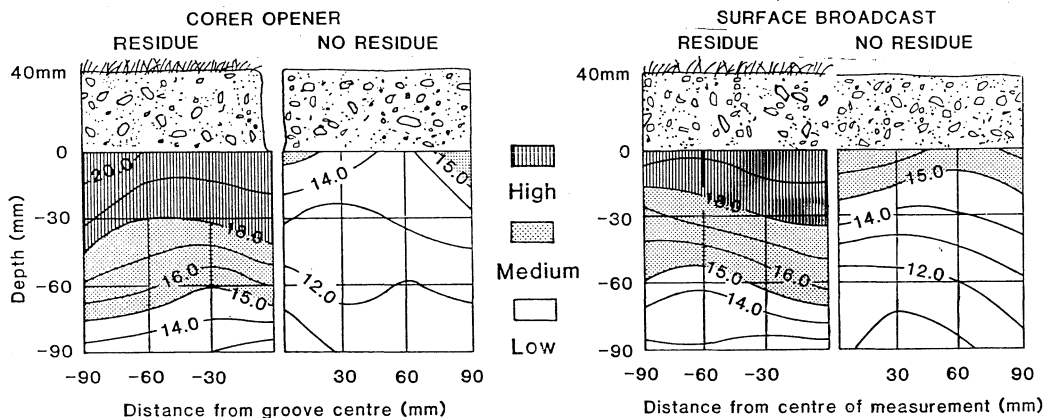 CORER OPENER
RESIDUE NO RESIDUE
40mm
0
-30
-60
-90
Depth (mm)
20.0
18.0
16.0
15.0
14.0
14.0
15.0
12.0
-90 -60 -30 30 60 90
Distance from groove centre (mm)
High
Medium
Low
SURFACE BROADCAST
RESIDUE NO RESIDUE
40mm
0
-30
-60
-90
18.0
16.0
15.0
14.0
15.0
14.0
12.0
-90 -60 -30 30 60 90
Distance from centre of measurement (mm)